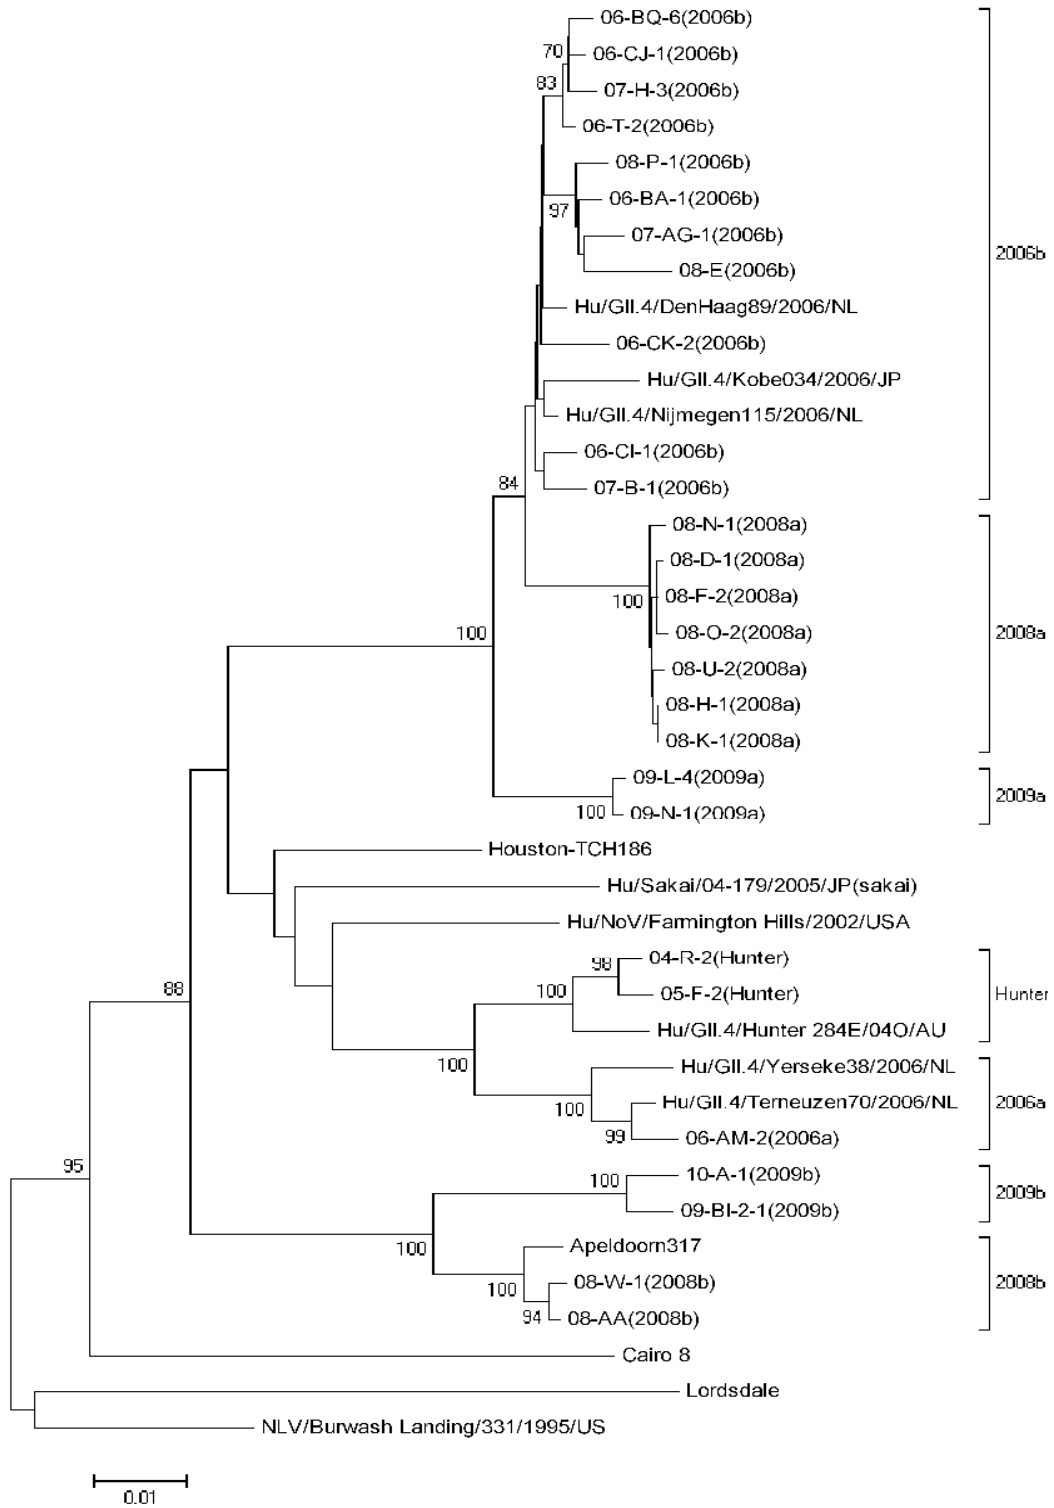 06-BQ-6(2006b)
70
06-CJ-1(2006b)
83
07-H-3(2006b)
06-T-2(2006b)
08-P-1(2006b)
06-BA-1(2006b)
97
07-AG-1(2006b)
2006b
08-E(2006b)
Hu/GII.4/DenHaag89/2006/NL
06-CK-2(2006b)
Hu/GII.4/Kobe034/2006/JP
Hu/GII.4/Nijmegen115/2006/NL
06-CI-1(2006b)
84
07-B-1(2006b)
08-N-1(2008a)
08-D-1(2008a)
100
08-F-2(2008a)
100
08-O-2(2008a)
2008a
08-U-2(2008a)
08-H-1(2008a)
08-K-1(2008a)
09-L-4(2009a)
2009a
100
09-N-1(2009a)
Houston-TCH186
Hu/Sakai/04-179/2005/JP(sakai)
Hu/NoV/Farmington Hills/2002/USA
98
04-R-2(Hunter)
88
100
05-F-2(Hunter)
Hunter
Hu/GII.4/Hunter 284E/04O/AU
100
Hu/GII.4/Yerseke38/2006/NL
100
Hu/GII.4/Terneuzen70/2006/NL
2006a
99
06-AM-2(2006a)
95
100
10-A-1(2009b)
2009b
09-BI-2-1(2009b)
100
Apeldoorn317
100
08-W-1(2008b)
2008b
94
08-AA(2008b)
Cairo 8
Lordsdale
NLV/Burwash Landing/331/1995/US
0.01